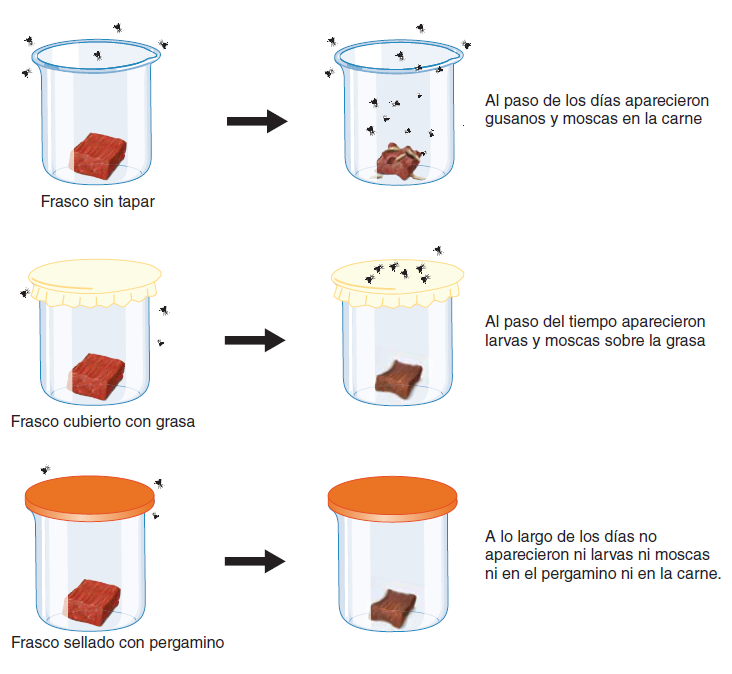 Al paso de los días aparecieron
gusanos y moscas en la carne
Frasco sin tapar
Al paso del tiempo aparecieron
larvas y moscas sobre la grasa
Frasco cubierto con grasa
A lo largo de los días no
aparecieron ni larvas ni moscas
ni en el pergamino ni en la carne.
Frasco sellado con pergamino